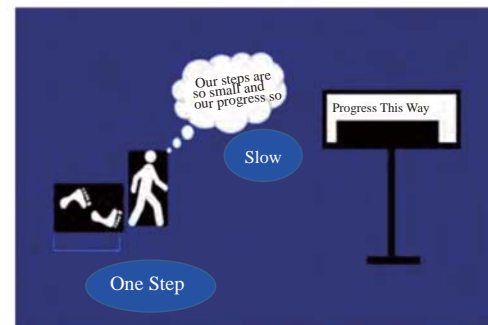 Our steps are
so small and
our progress so
Slow
Progress This Way
One Step